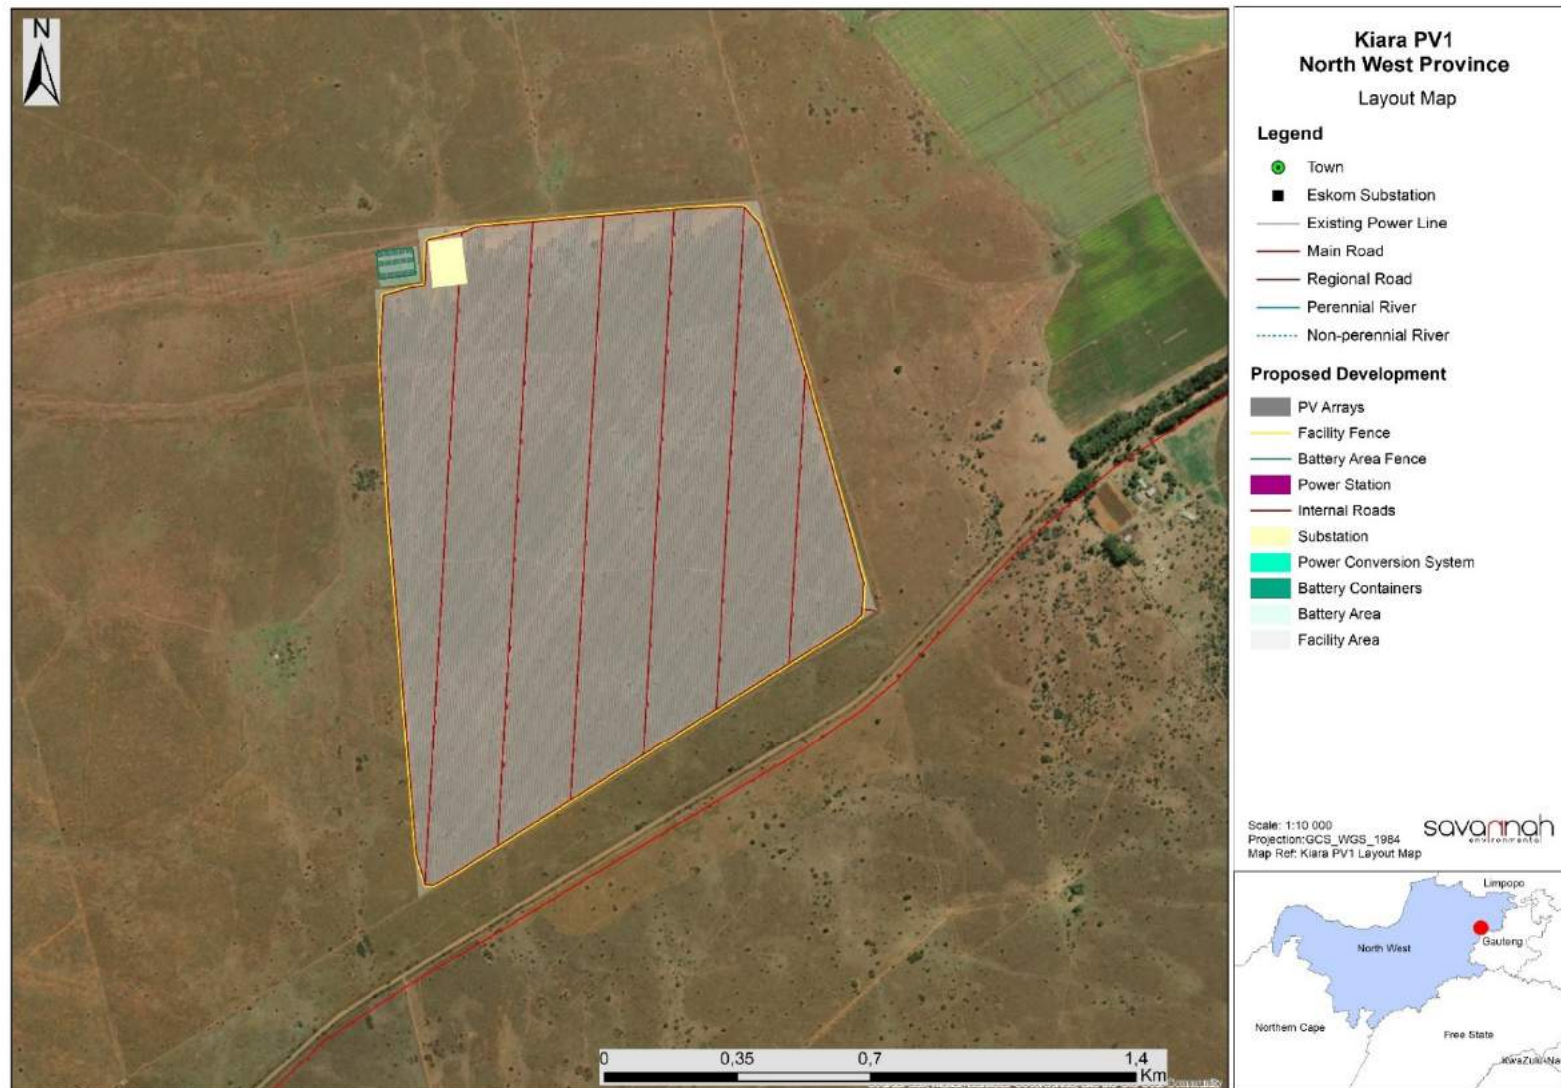 N
Kiara PV1
North West Province
Layout Map
Legend
Town
Eskom Substation
Existing Power Line
Main Road
Regional Road
Perennial River
Non-perennial River
Proposed Development
PV Arrays
Facility Fence
Battery Area Fence
Power Station
Internal Roads
Substation
Power Conversion System
Battery Containers
Battery Area
Facility Area
Scale: 1:10 000
Projection:GCS_WGS_1984
Map Ref: Kiara PV1 Layout Map
savannah
environmental
Limpopo
North West
Gauteng
Northern Cape
Free State
KwaZulu-Na
0 0,35 0,7 1,4
Km
Community